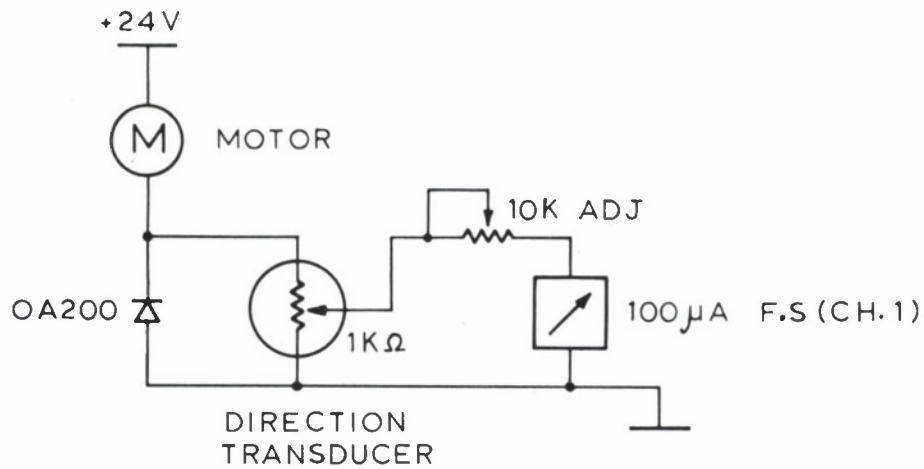 +24V
M MOTOR
10K ADJ
OA200
1KΩ
100µA F.S (CH.1)
DIRECTION
TRANSDUCER